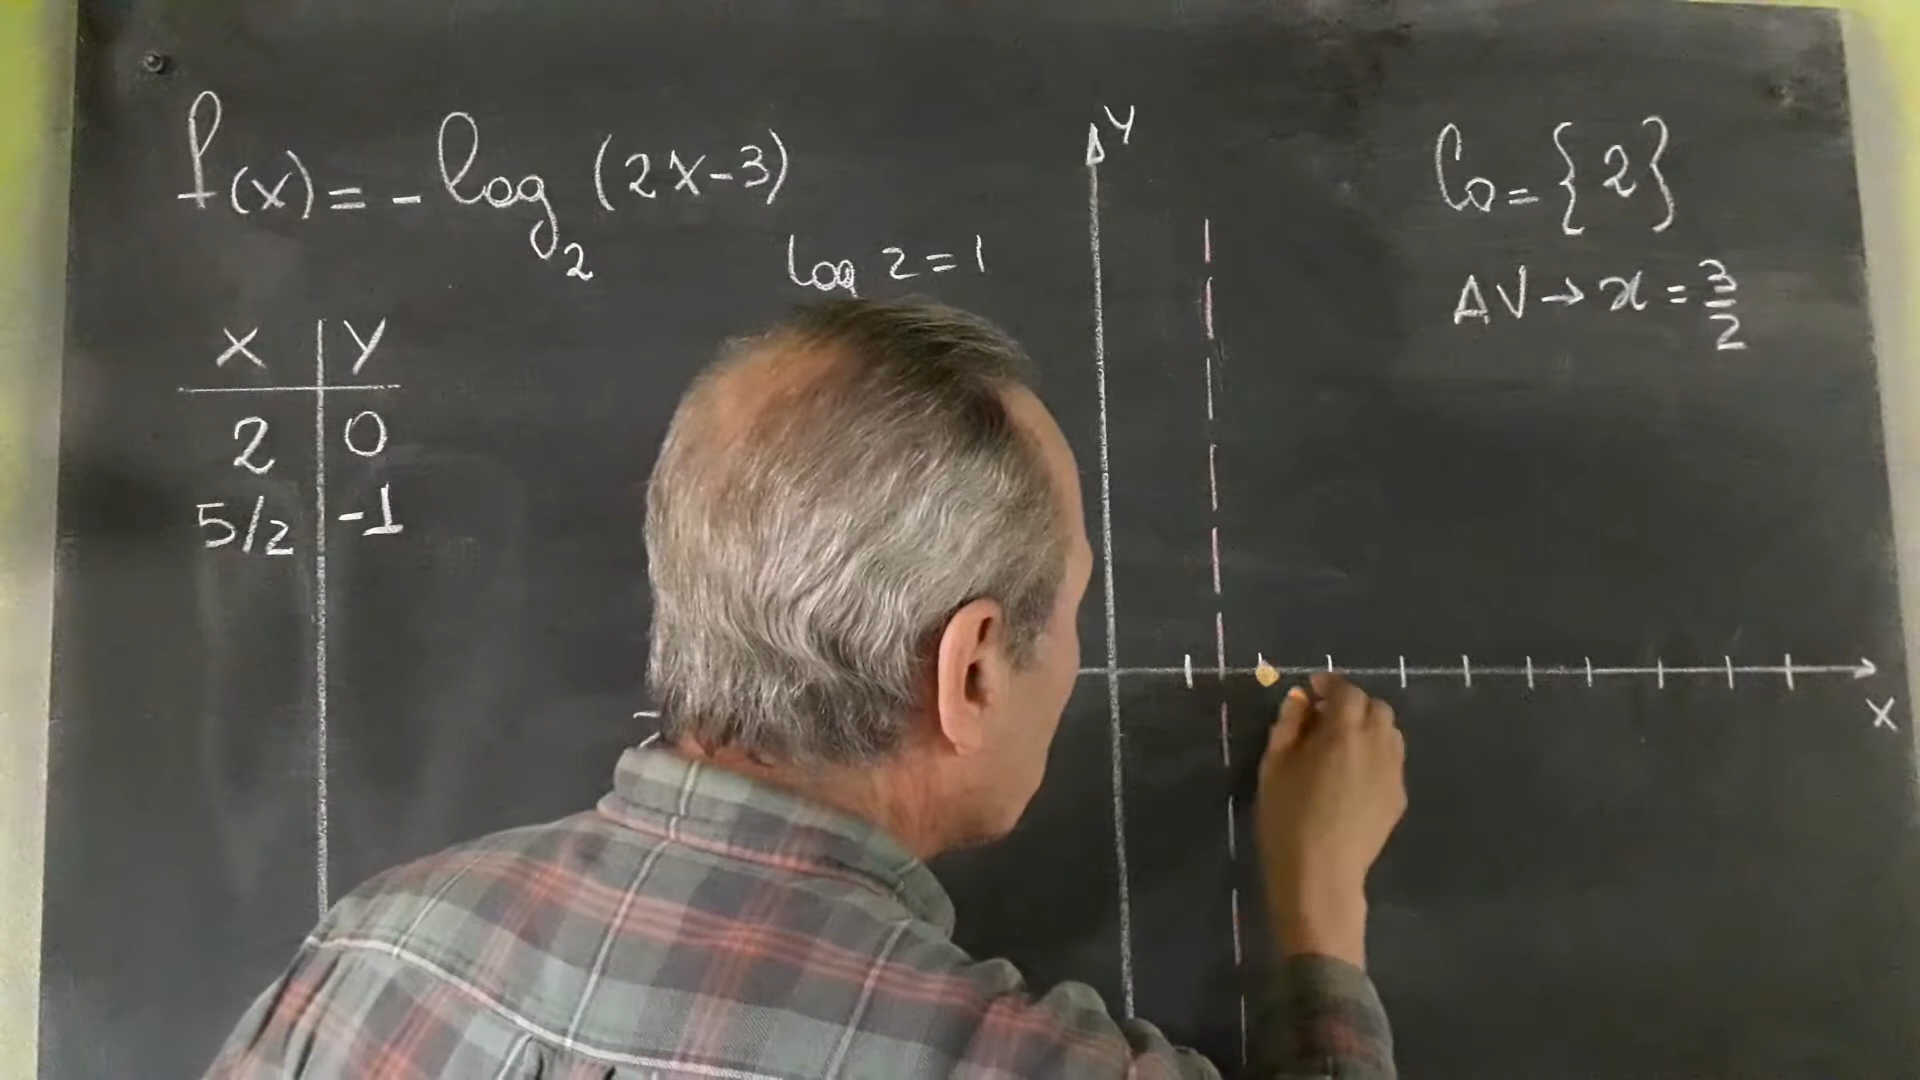 f(x) = -log₂ (2x-3)
log 2 = 1
x y
2 0
5/2 -1
y
x
C₀ = {2}
AV → x = 3/2